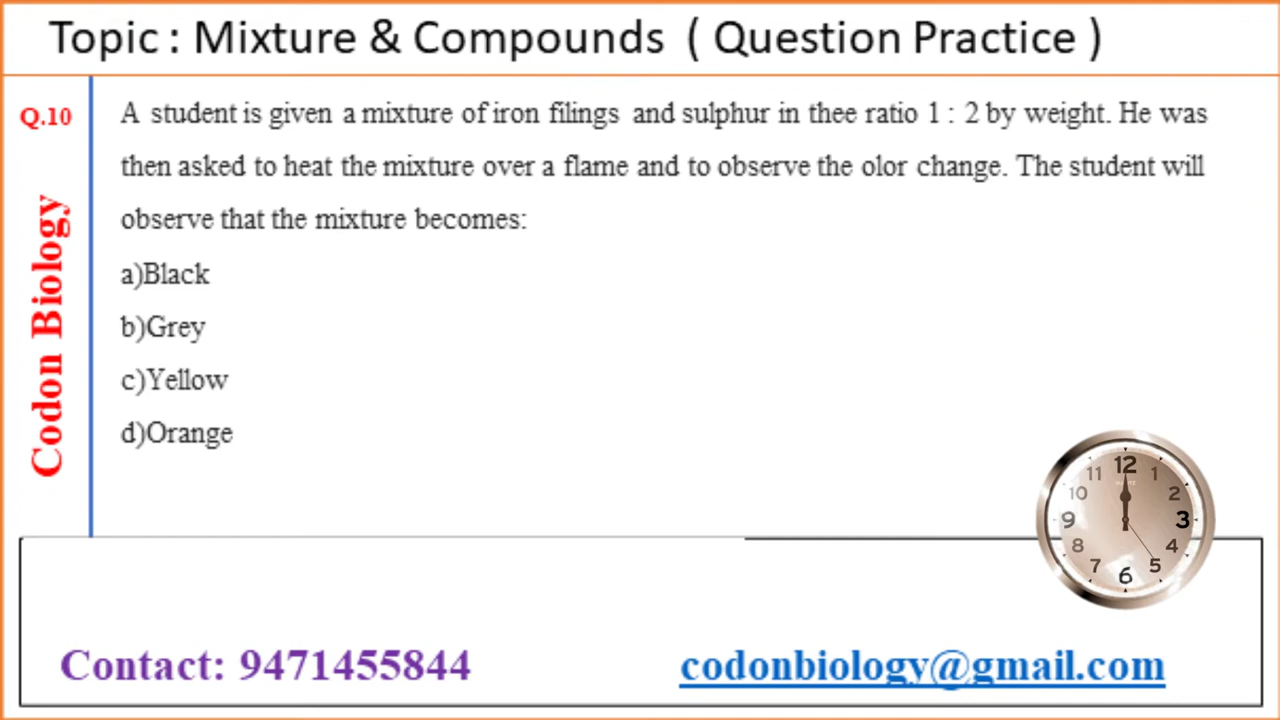 Topic : Mixture & Compounds ( Question Practice )
Q.10
A student is given a mixture of iron filings and sulphur in thee ratio 1 : 2 by weight. He was
then asked to heat the mixture over a flame and to observe the olor change. The student will
observe that the mixture becomes:
a)Black
b)Grey
c)Yellow
d)Orange
Codon Biology
12
11 1
10 2
9 3
8 4
7 5
6
Contact: 9471455844
codonbiology@gmail.com